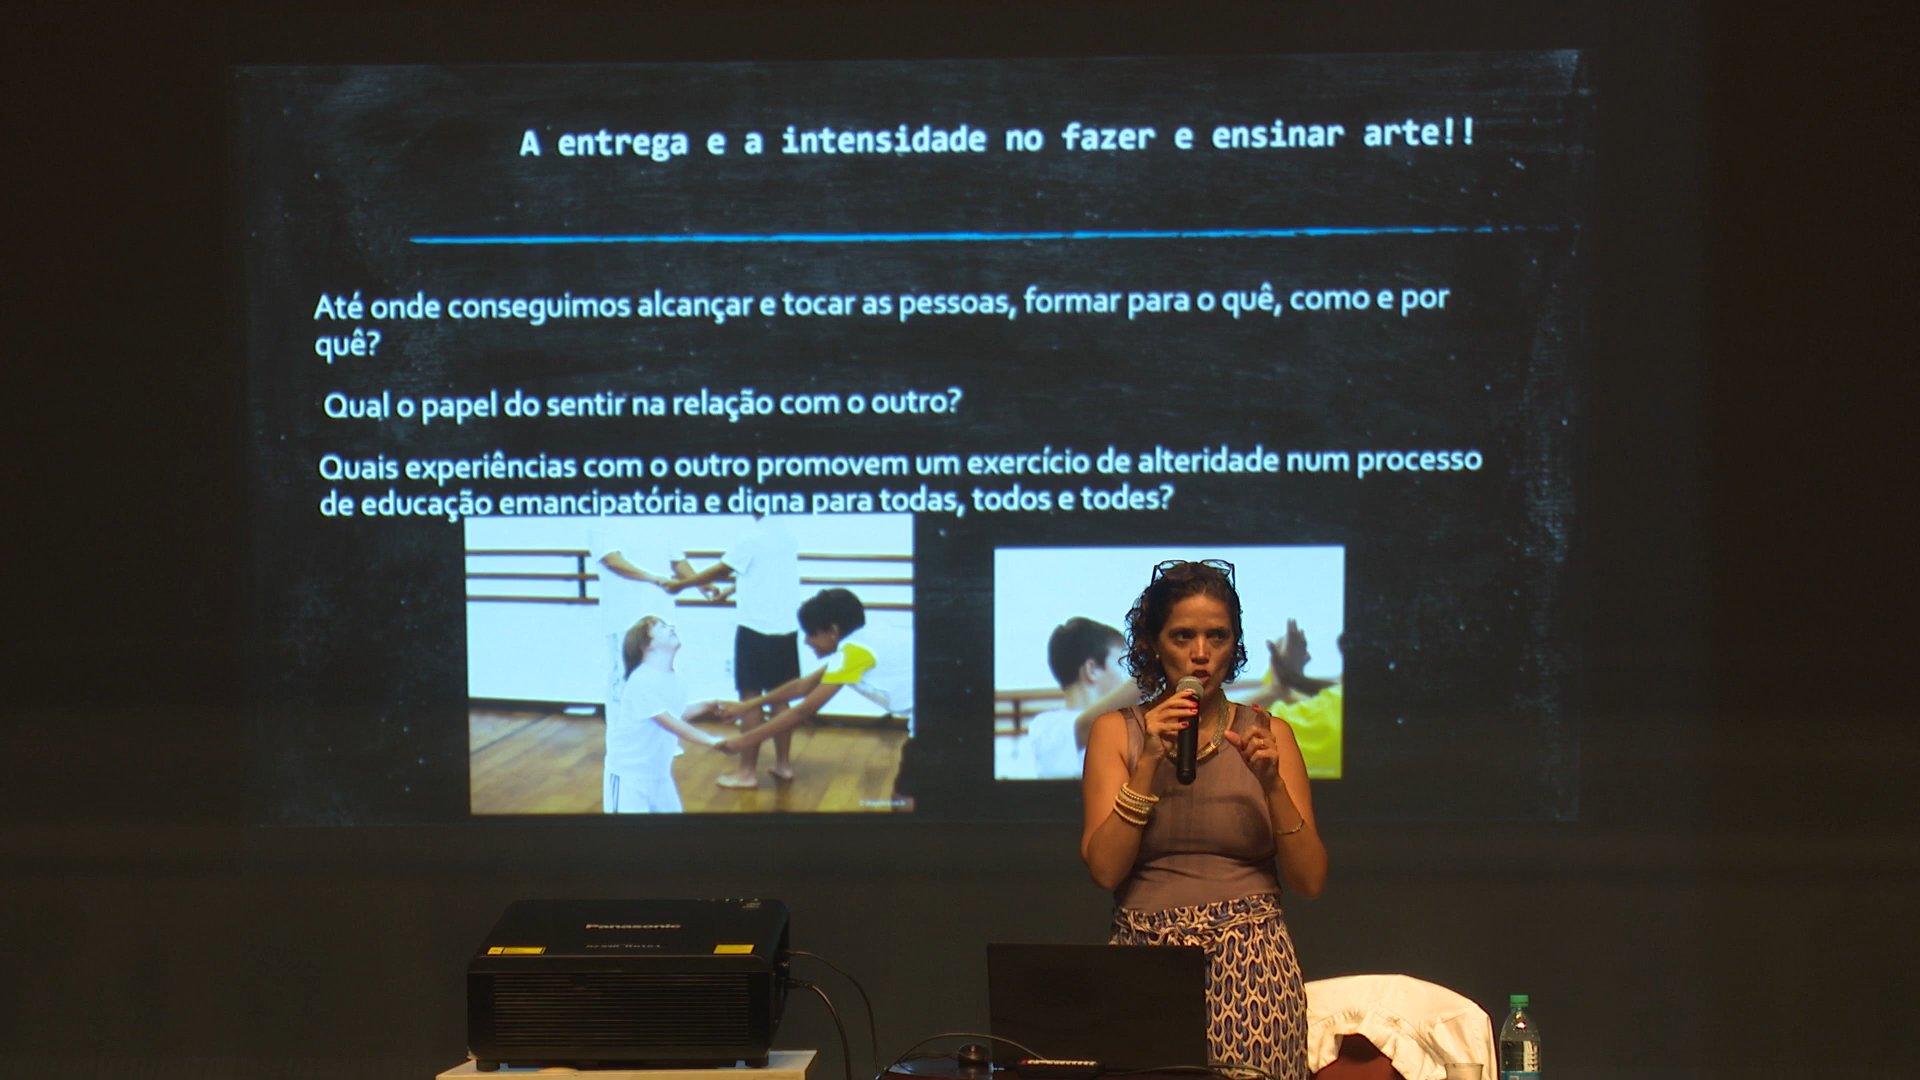 A entrega e a intensidade no fazer e ensinar arte!!
Até onde conseguimos alcançar e tocar as pessoas, formar para o quê, como e por
quê?
Qual o papel do sentir na relação com o outro?
Quais experiências com o outro promovem um exercício de alteridade num processo
de educação emancipatória e digna para todas, todos e todes?
Panasonic